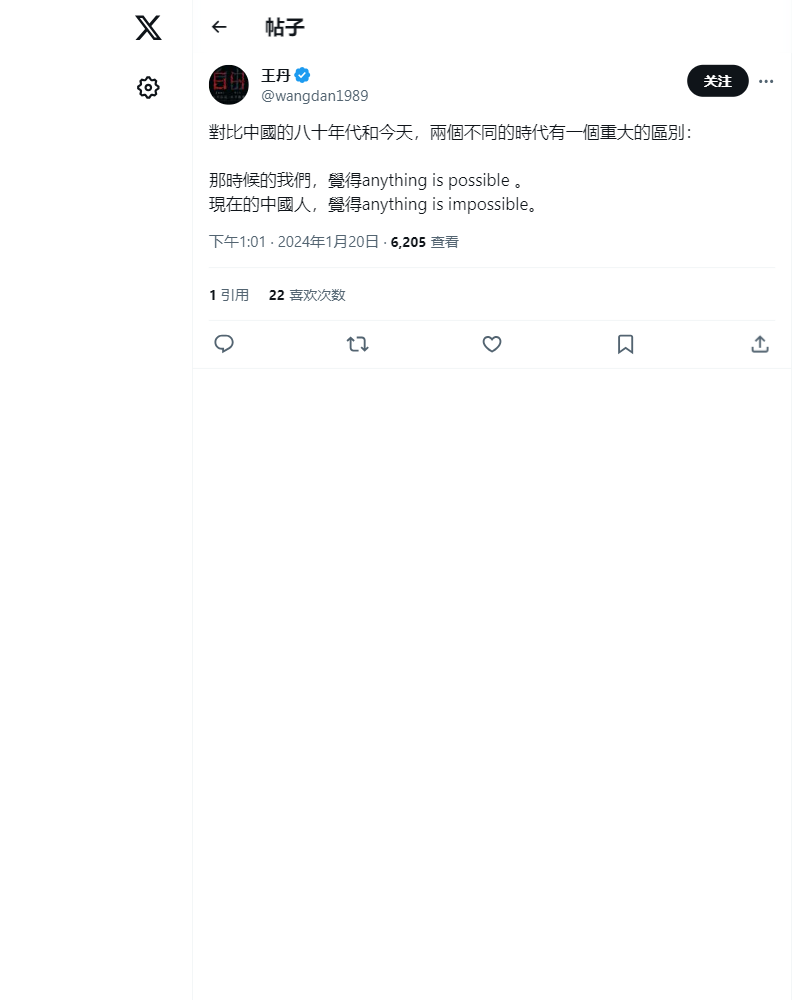 帖子
王丹
@wangdan1989
关注
對比中國的八十年代和今天，兩個不同的時代有一個重大的區別：
那時候的我們，覺得anything is possible 。
現在的中國人，覺得anything is impossible。
下午1:01 · 2024年1月20日 · 6,205 查看
1 引用 22 喜欢次数